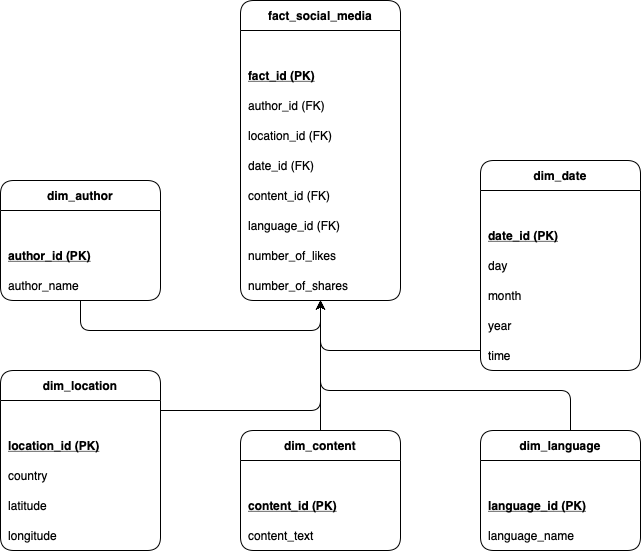 fact_social_media
fact_id (PK)
author_id (FK)
location_id (FK)
date_id (FK)
content_id (FK)
language_id (FK)
number_of_likes
number_of_shares
dim_author
author_id (PK)
author_name
dim_date
date_id (PK)
day
month
year
time
dim_location
location_id (PK)
country
latitude
longitude
dim_content
content_id (PK)
content_text
dim_language
language_id (PK)
language_name